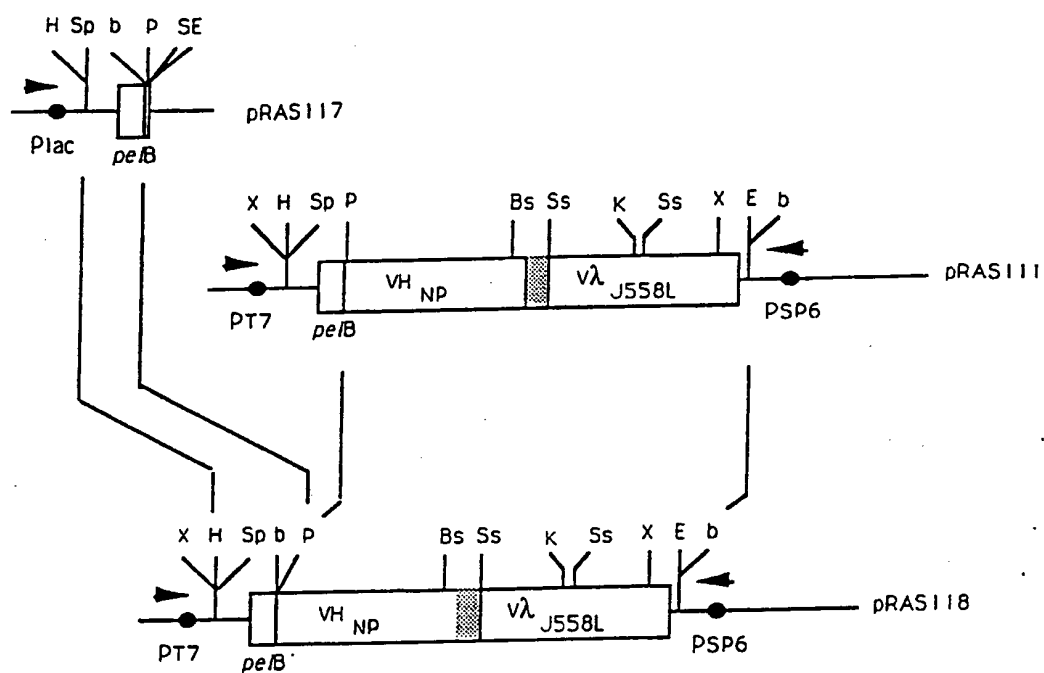 H Sp b P SE
pRAS117
Plac
pelB
X H Sp P
Bs Ss K Ss X E b
VH NP
Vλ J558L
pRAS111
PT7
pelB
PSP6
X H Sp b P
Bs Ss K Ss X E b
VH NP
Vλ J558L
pRAS118
PT7
pelB
PSP6